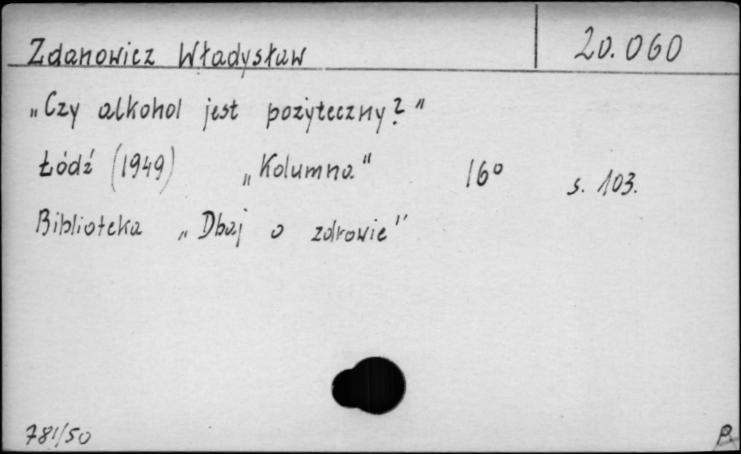 Zdanowicz Władysław 20.060
„Czy alkohol jest pożyteczny?"
Łódź (1949) „Kolumna" 16° s. 103.
Biblioteka „Dbaj o zdrowie"
781/50